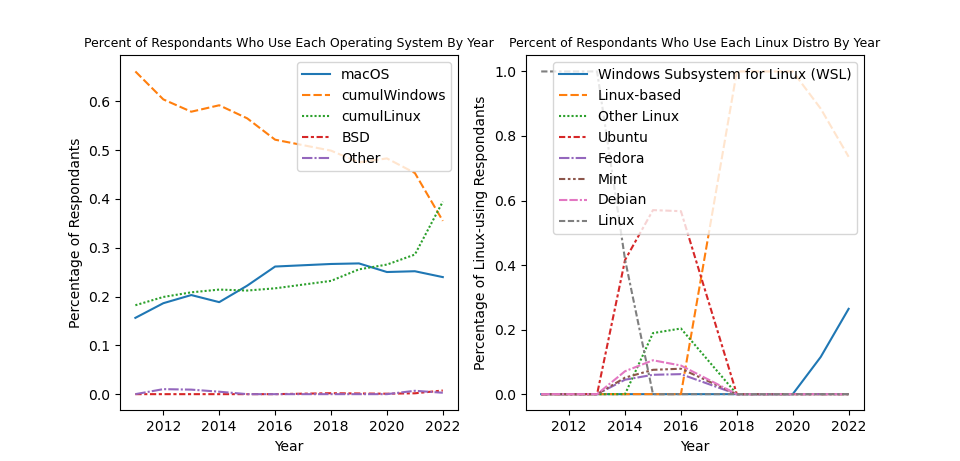 Percent of Respondants Who Use Each Operating System By Year
macOS
cumulWindows
cumulLinux
BSD
Other
0.6
0.5
0.4
0.3
0.2
0.1
0.0
Percentage of Respondants
2012 2014 2016 2018 2020 2022
Year
Percent of Respondants Who Use Each Linux Distro By Year
Windows Subsystem for Linux (WSL)
Linux-based
Other Linux
Ubuntu
Fedora
Mint
Debian
Linux
1.0
0.8
0.6
0.4
0.2
0.0
Percentage of Linux-using Respondants
2012 2014 2016 2018 2020 2022
Year